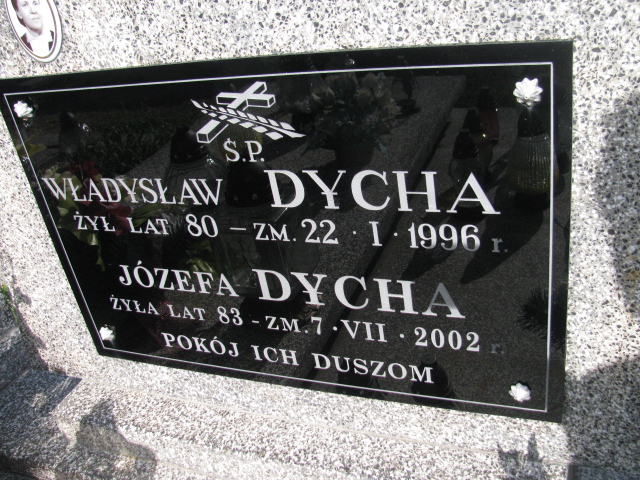 Ś.P.
WŁADYSŁAW DYCHA
ŻYŁ LAT 80 - ZM. 22 · I · 1996 r.
JÓZEFA DYCHA
ŻYŁA LAT 83 - ZM. 7 · VII · 2002 r.
POKÓJ ICH DUSZOM